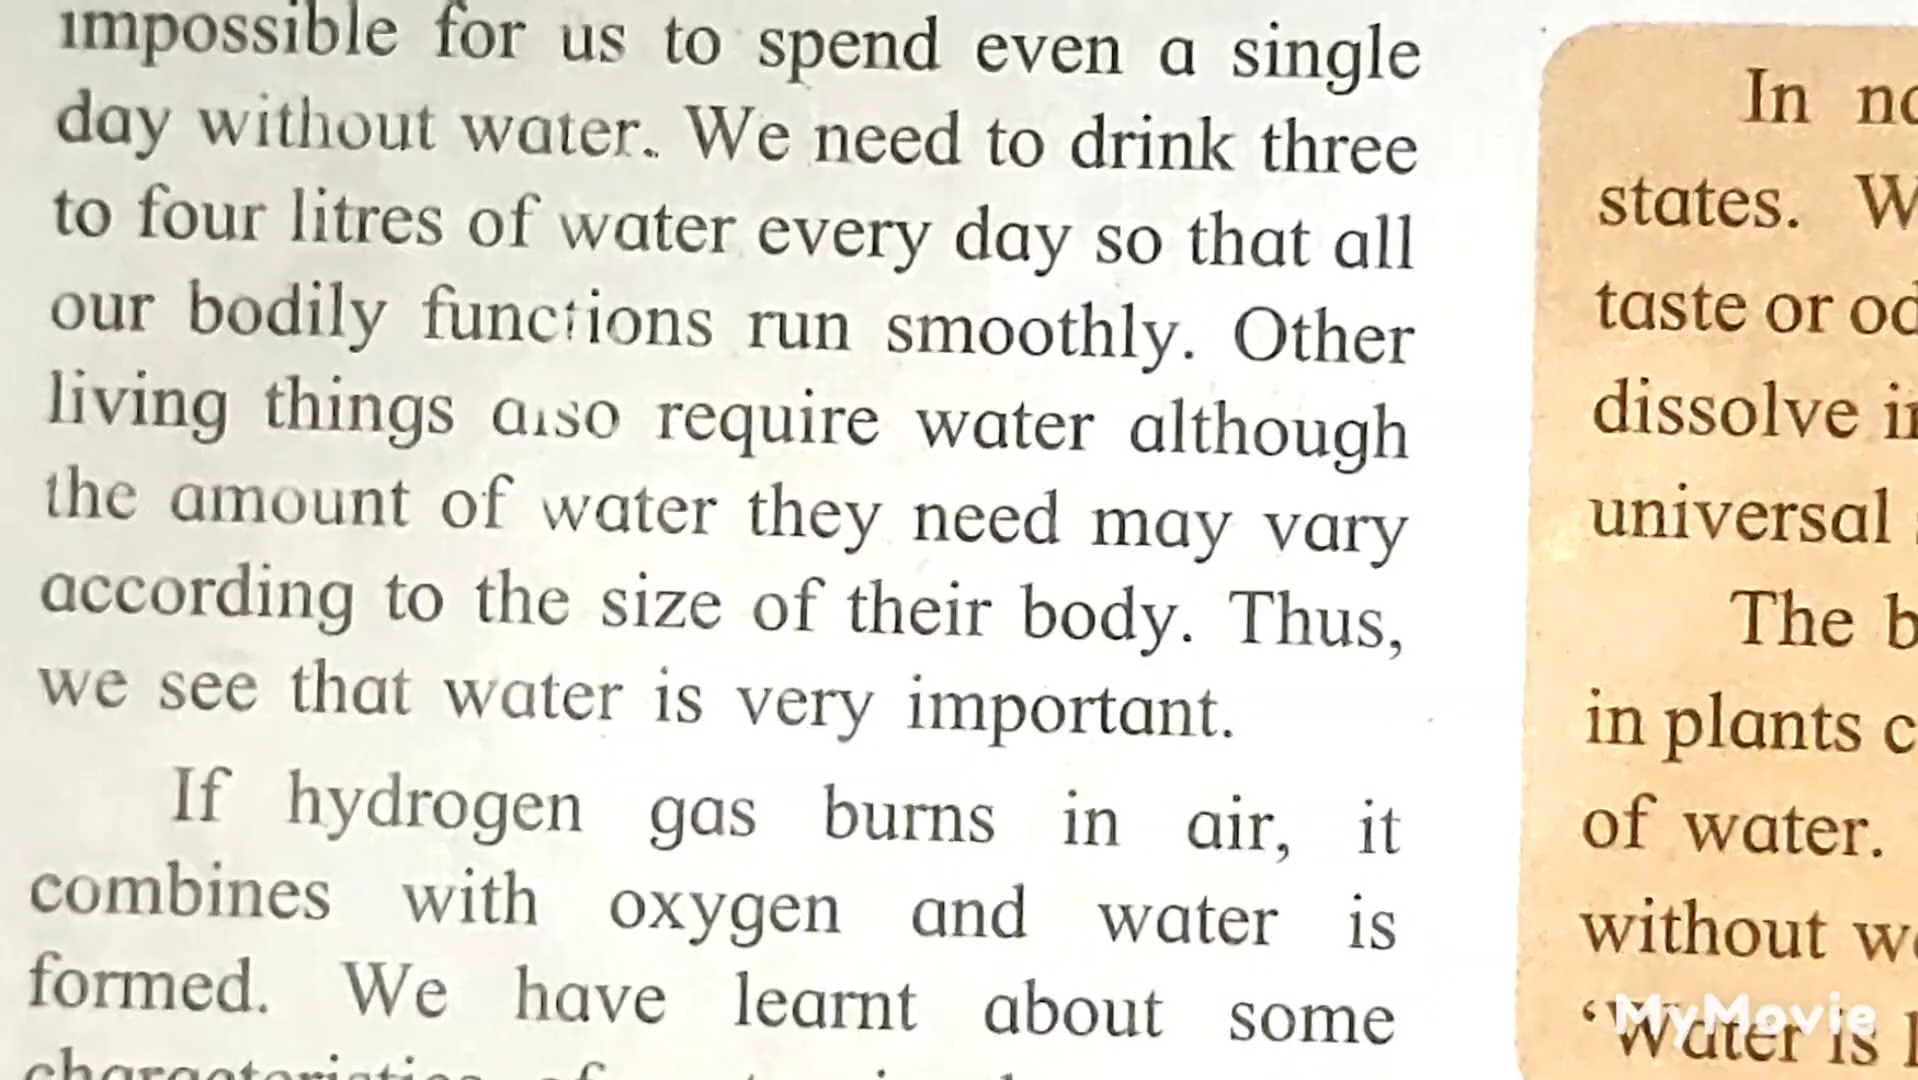 impossible for us to spend even a single
day without water. We need to drink three
to four litres of water every day so that all
our bodily functions run smoothly. Other
living things also require water although
the amount of water they need may vary
according to the size of their body. Thus,
we see that water is very important.
If hydrogen gas burns in air, it
combines with oxygen and water is
formed. We have learnt about some
In
states.
taste or
dissolve
universal
The
in plants
of water.
without
'Water is
MyMovie